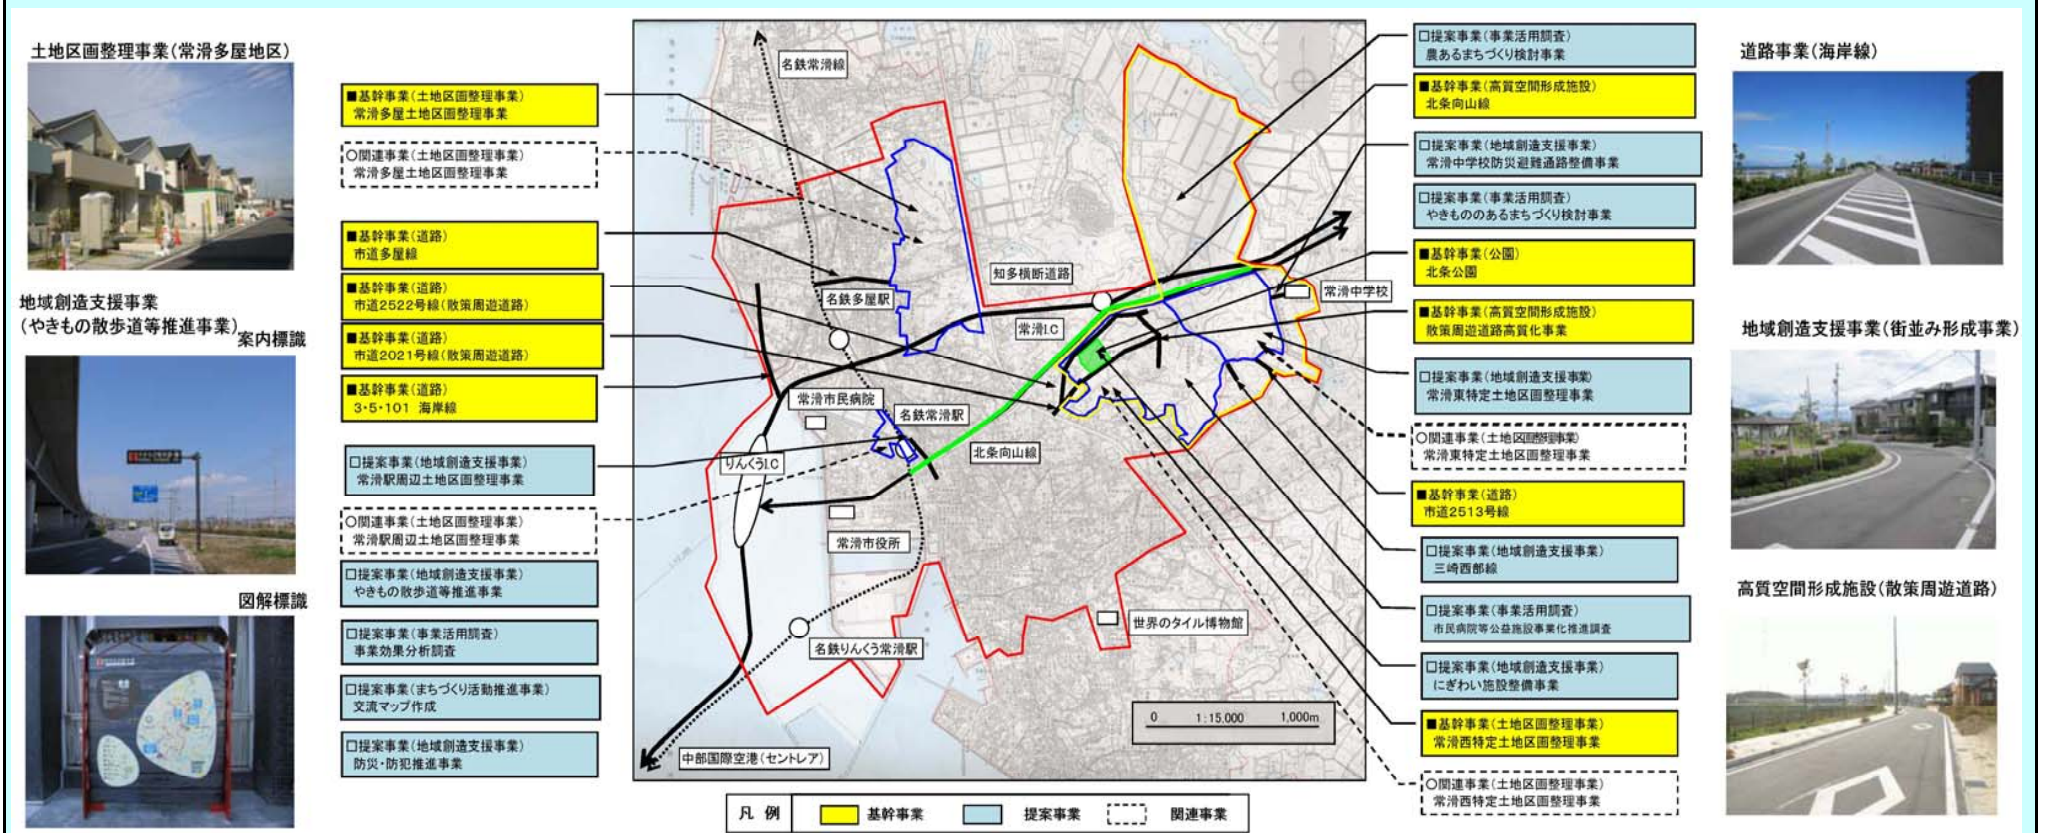 土地区画整理事業(常滑多屋地区)
地域創造支援事業
(やきもの散歩道等推進事業)
案内標識
図解標識
■基幹事業(土地区画整理事業)
常滑多屋土地区画整理事業
○関連事業(土地区画整理事業)
常滑多屋土地区画整理事業
■基幹事業(道路)
市道多屋線
■基幹事業(道路)
市道2522号線(散策周遊道路)
■基幹事業(道路)
市道2021号線(散策周遊道路)
■基幹事業(道路)
3・5・101 海岸線
□提案事業(地域創造支援事業)
常滑駅周辺土地区画整理事業
○関連事業(土地区画整理事業)
常滑駅周辺土地区画整理事業
□提案事業(地域創造支援事業)
やきもの散歩道等推進事業
□提案事業(事業活用調査)
事業効果分析調査
□提案事業(まちづくり活動推進事業)
交流マップ作成
□提案事業(地域創造支援事業)
防災・防犯推進事業
名鉄常滑線
知多横断道路
名鉄多屋駅
常滑I.C
常滑中学校
常滑市民病院
名鉄常滑駅
りんくうI.C
北条向山線
常滑市役所
世界のタイル博物館
名鉄りんくう常滑駅
0 1:15,000 1,000m
中部国際空港(セントレア)
凡 例
基幹事業
提案事業
関連事業
□提案事業(事業活用調査)
農あるまちづくり検討事業
■基幹事業(高質空間形成施設)
北条向山線
□提案事業(地域創造支援事業)
常滑中学校防災避難通路整備事業
□提案事業(事業活用調査)
やきもののあるまちづくり検討事業
■基幹事業(公園)
北条公園
■基幹事業(高質空間形成施設)
散策周遊道路高質化事業
□提案事業(地域創造支援事業)
常滑東特定土地区画整理事業
○関連事業(土地区画整理事業)
常滑東特定土地区画整理事業
■基幹事業(道路)
市道2513号線
□提案事業(地域創造支援事業)
三崎西部線
□提案事業(事業活用調査)
市民病院等公益施設事業化推進調査
□提案事業(地域創造支援事業)
にぎわい施設整備事業
■基幹事業(土地区画整理事業)
常滑西特定土地区画整理事業
○関連事業(土地区画整理事業)
常滑西特定土地区画整理事業
道路事業(海岸線)
地域創造支援事業(街並み形成事業)
高質空間形成施設(散策周遊道路)